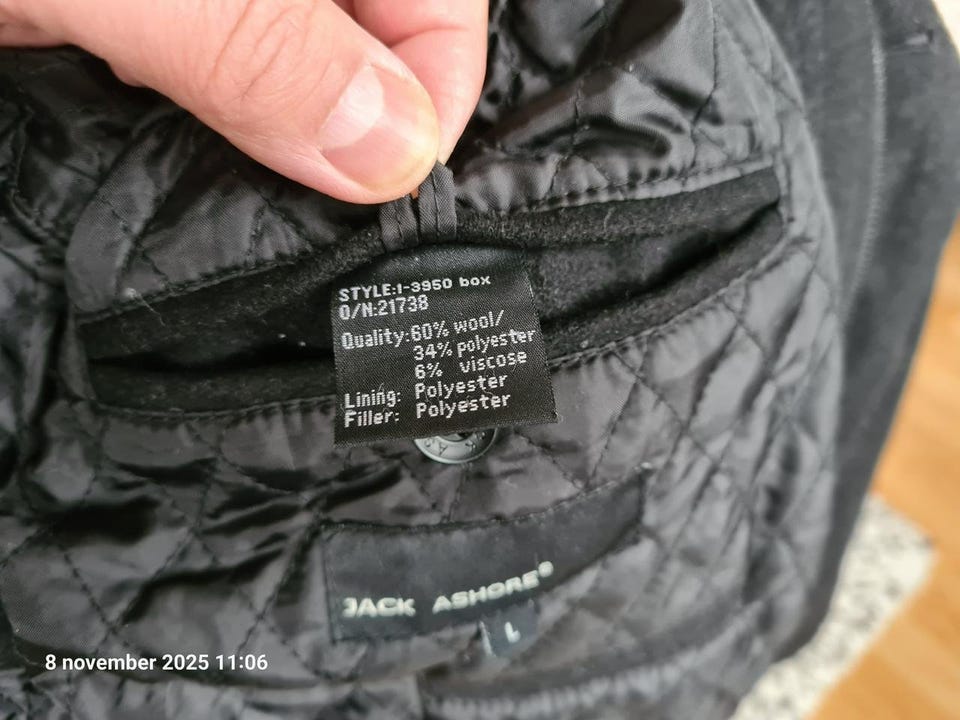 STYLE:I-3950 box
O/N:21738
Quality:60% wool/
34% polyester
6% viscose
Lining: Polyester
Filler: Polyester
JACK ASHORE®
L
8 november 2025 11:06